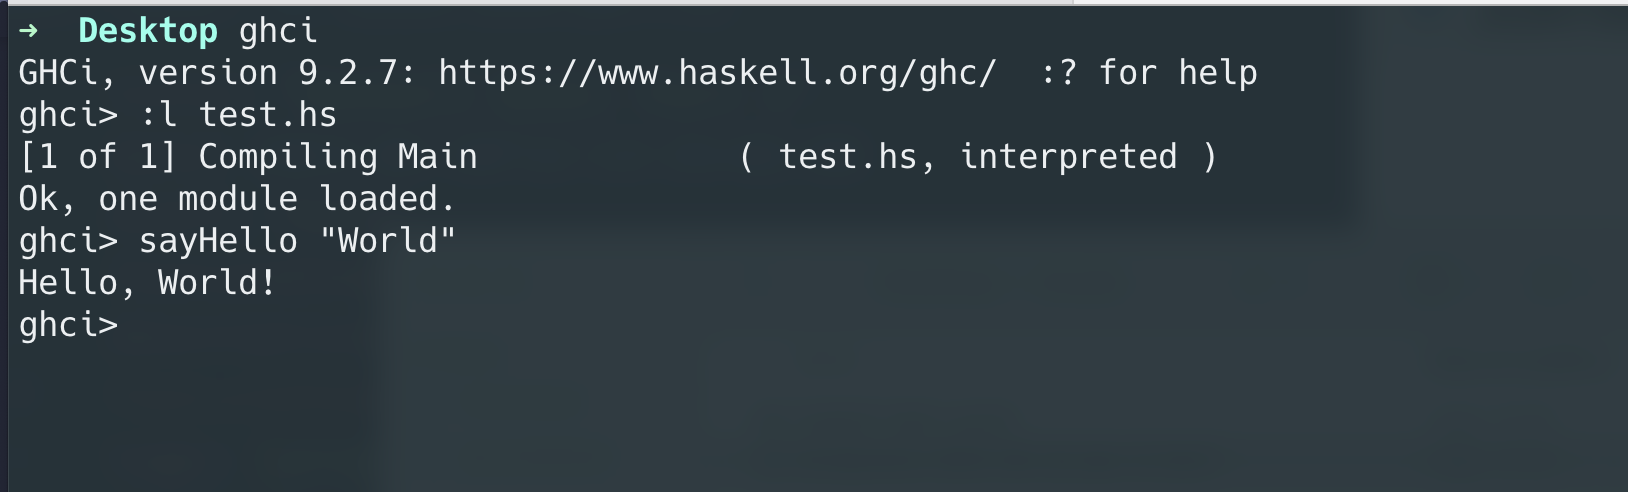 ➜  Desktop ghci
GHCi, version 9.2.7: https://www.haskell.org/ghc/  :? for help
ghci> :l test.hs
[1 of 1] Compiling Main             ( test.hs, interpreted )
Ok, one module loaded.
ghci> sayHello "World"
Hello, World!
ghci>